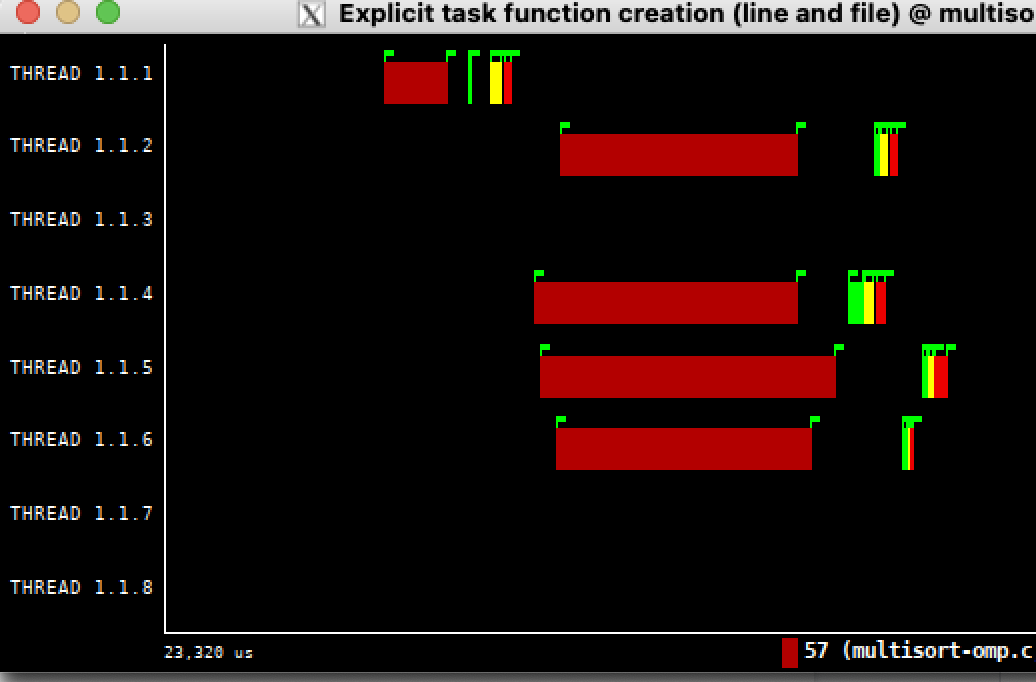 Explicit task function creation (line and file) @ multiso
THREAD 1.1.1
THREAD 1.1.2
THREAD 1.1.3
THREAD 1.1.4
THREAD 1.1.5
THREAD 1.1.6
THREAD 1.1.7
THREAD 1.1.8
23,320 us
57 (multisort-omp.c